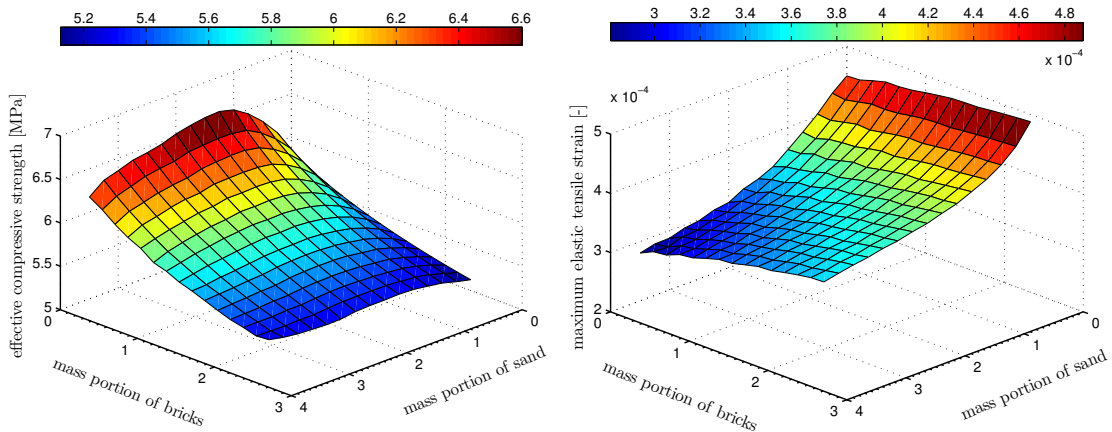 5.2 5.4 5.6 5.8 6 6.2 6.4 6.6
effective compressive strength [MPa]
7
6.5
6
5.5
5
0
1
2
3
mass portion of bricks
4
3
2
1
0
mass portion of sand
3 3.2 3.4 3.6 3.8 4 4.2 4.4 4.6 4.8
x 10⁻⁴
x 10⁻⁴
maximum elastic tensile strain [-]
5
4
3
2
0
1
2
3
mass portion of bricks
4
3
2
1
0
mass portion of sand